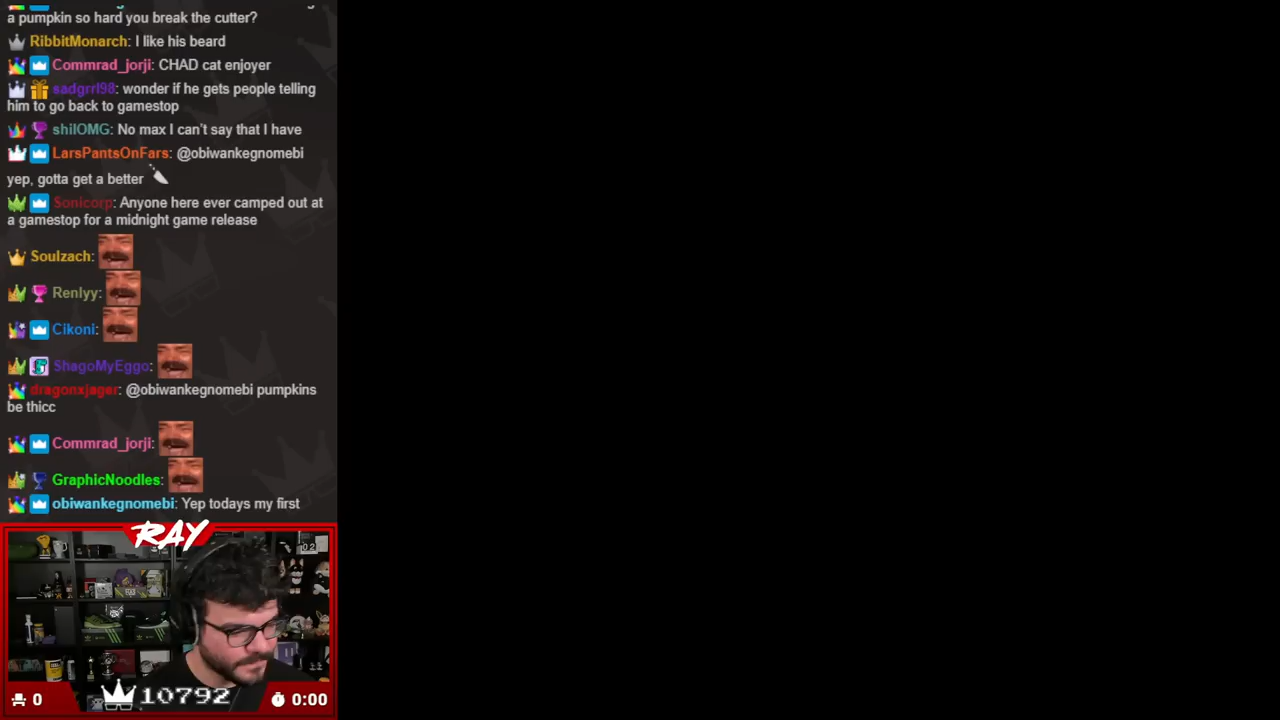 a pumpkin so hard you break the cutter?
RibbitMonarch: I like his beard
Commrad_jorji: CHAD cat enjoyer
sadgrrl98: wonder if he gets people telling
him to go back to gamestop
shilOMG: No max I can't say that I have
LarsPantsOnFars: @obiwankegnomebi
yep, gotta get a better
Sonicorp: Anyone here ever camped out at
a gamestop for a midnight game release
Soulzach:
Renlyy:
Cikoni:
ShagoMyEggo:
dragonxjager: @obiwankegnomebi pumpkins
be thicc
Commrad_jorji:
GraphicNoodles:
obiwankegnomebi: Yep todays my first
RAY
0
10792
0:00